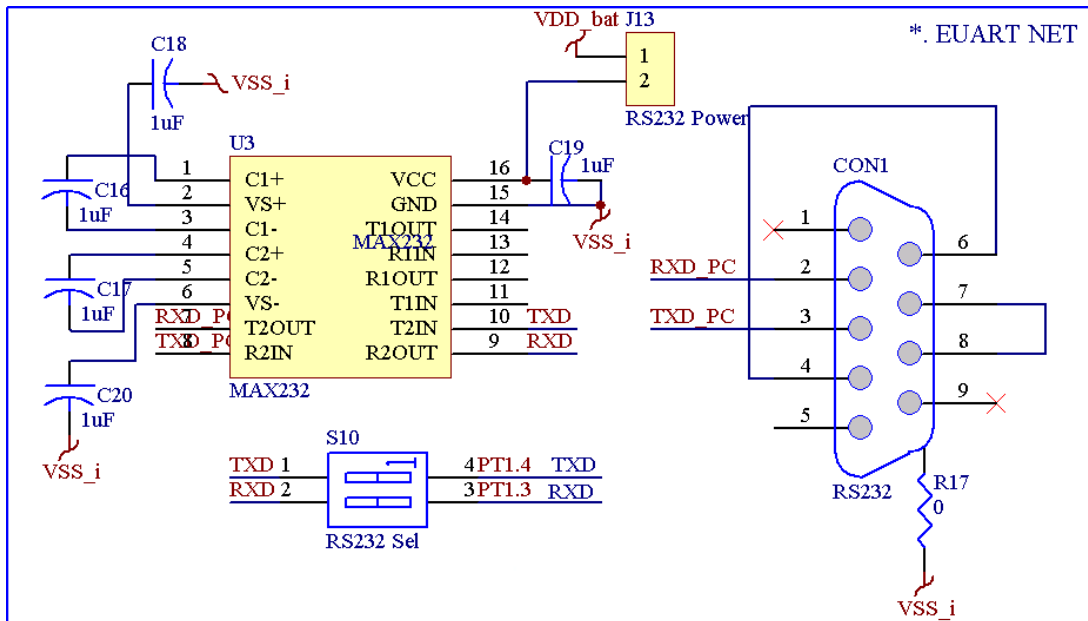 *. EUART NET
C18
1uF
VSS_i
VDD_bat
J13
1
2
RS232 Power
C19
1uF
VSS_i
U3
1 C1+ VCC 16
2 VS+ GND 15
3 C1- T1OUT 14
4 C2+ R1IN 13
5 C2- R1OUT 12
6 VS- T1IN 11
RXD_PC 7 T2OUT T2IN 10 TXD
TXD_PC 8 R2IN R2OUT 9 RXD
MAX232
MAX232
C16
1uF
C17
1uF
C20
1uF
VSS_i
S10
TXD 1 4 PT1.4 TXD
RXD 2 3 PT1.3 RXD
RS232 Sel
CON1
1
RXD_PC 2
TXD_PC 3
4
5
6
7
8
9
RS232
R17
0
VSS_i